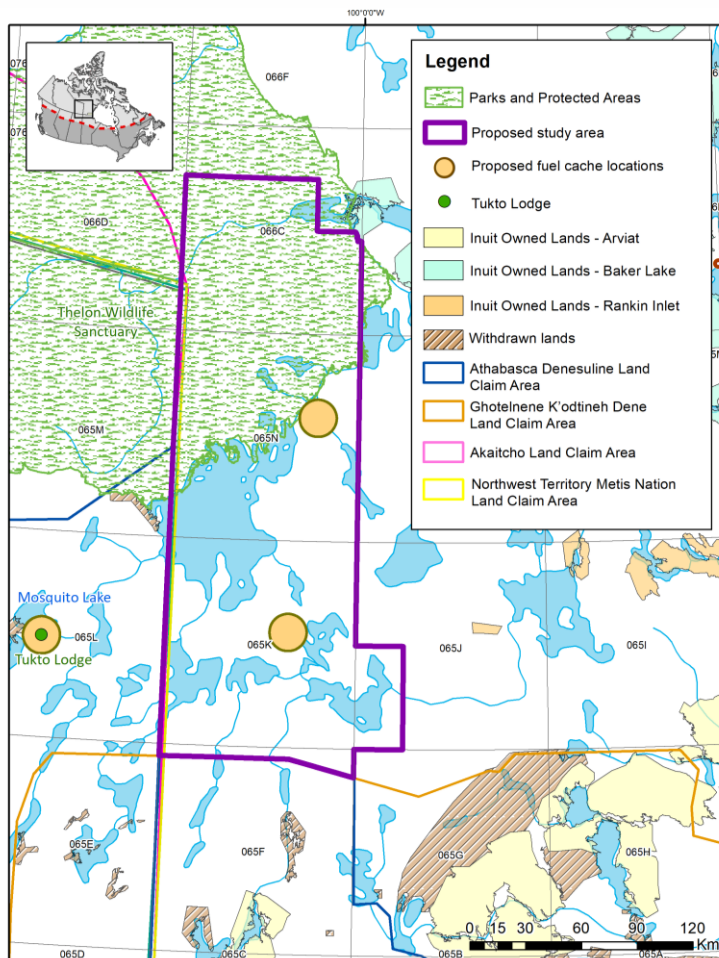 100°0'0"W
066F
076
076
066D
066C
Thelon Wildlife
Sanctuary
065M
065N
Mosquito Lake
065L
Tukto Lodge
065K
065J
065I
065E
065F
065G
065H
065D
065C
065B
065A
Legend
Parks and Protected Areas
Proposed study area
Proposed fuel cache locations
Tukto Lodge
Inuit Owned Lands - Arviat
Inuit Owned Lands - Baker Lake
Inuit Owned Lands - Rankin Inlet
Withdrawn lands
Athabasca Denesuline Land
Claim Area
Ghotelnene K'odtineh Dene
Land Claim Area
Akaitcho Land Claim Area
Northwest Territory Metis Nation
Land Claim Area
0 15 30 60 90 120
Km